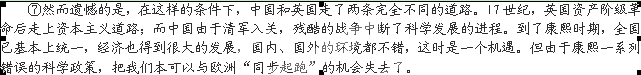 ⑦然而遗憾的是，在这样的条件下，中国和英国走了两条完全不同的道路。17世纪，英国资产阶级革
命后走上资本主义道路；而中国由于清军入关，残酷的战争中断了科学发展的进程。到了康熙时期，全国
已基本上统一，经济也得到很大的发展，国内、国外的环境都不错，这时是一个机遇。但由于康熙一系列
错误的科学政策，把我们本可以与欧洲“同步起跑”的机会失去了。